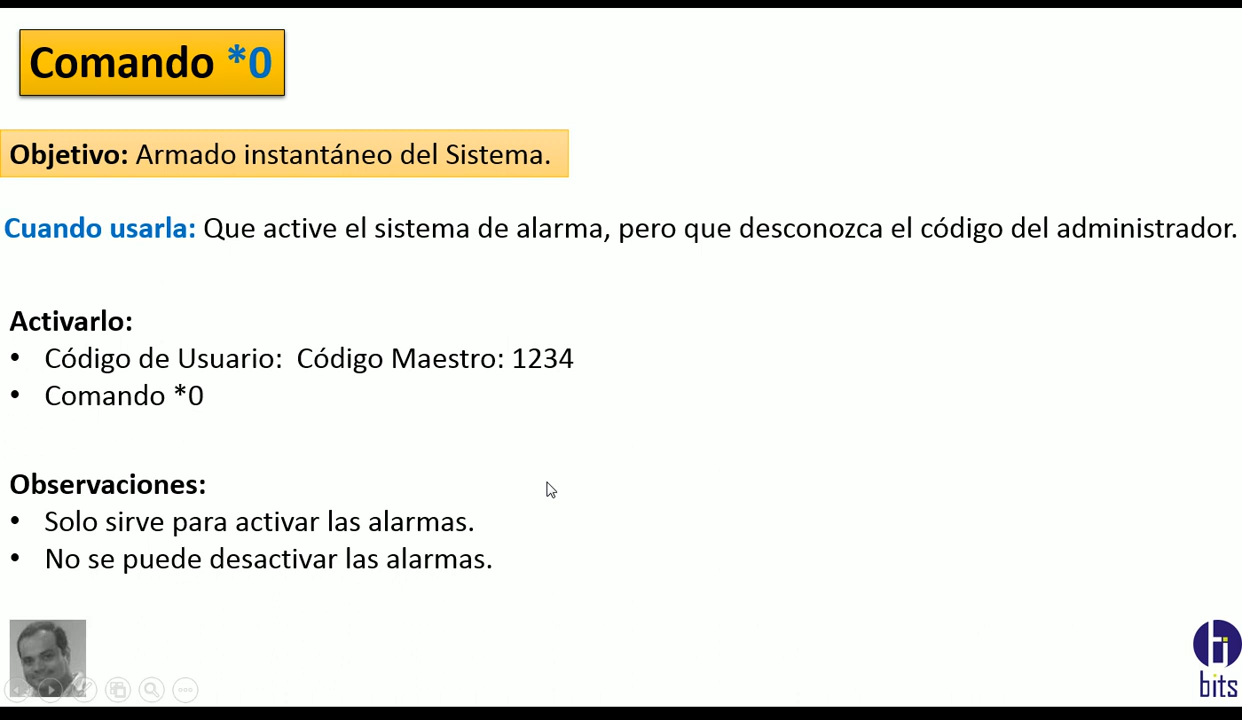 Comando *0
Objetivo: Armado instantáneo del Sistema.
Cuando usarla: Que active el sistema de alarma, pero que desconozca el código del administrador.
Activarlo:
• Código de Usuario:  Código Maestro: 1234
• Comando *0
Observaciones:
• Solo sirve para activar las alarmas.
• No se puede desactivar las alarmas.
bits